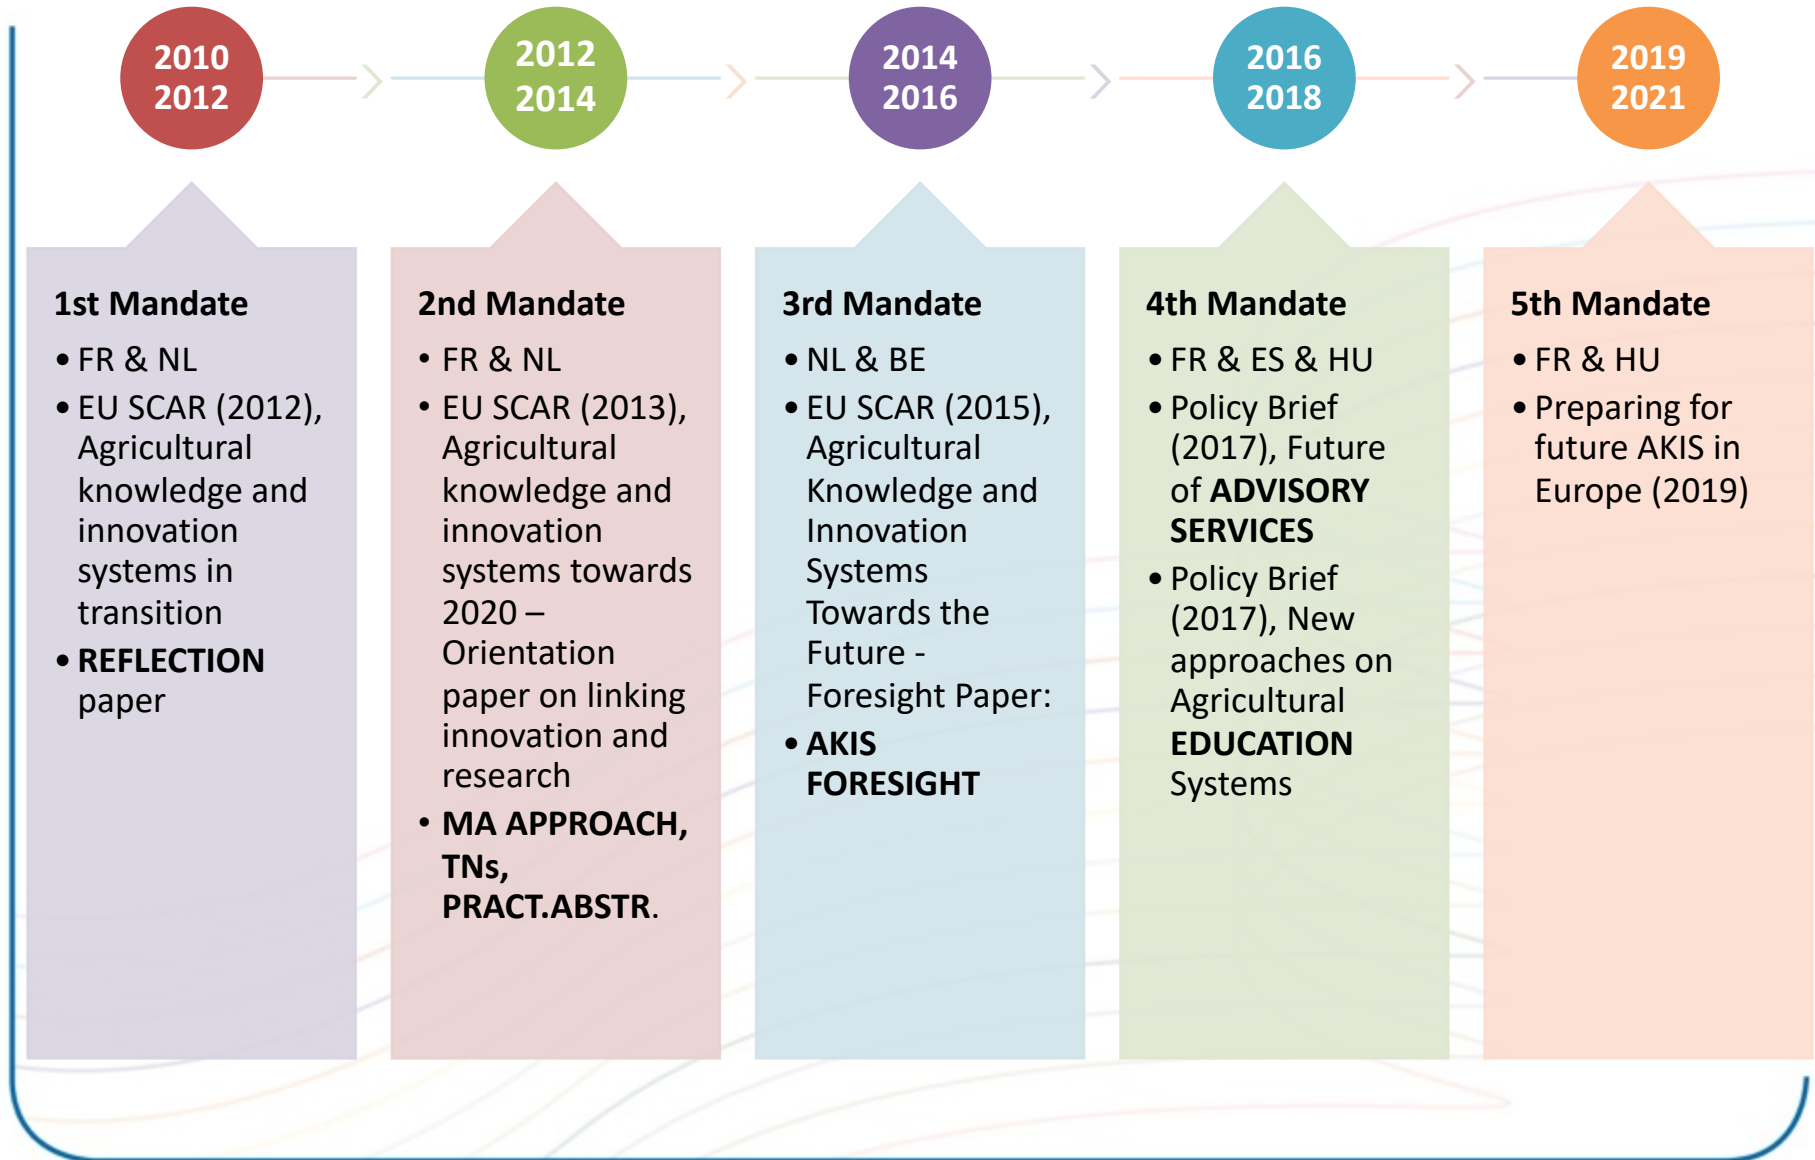 2010
2012
2012
2014
2014
2016
2016
2018
2019
2021
1st Mandate
• FR & NL
• EU SCAR (2012),
Agricultural
knowledge and
innovation
systems in
transition
• REFLECTION
paper
2nd Mandate
• FR & NL
• EU SCAR (2013),
Agricultural
knowledge and
innovation
systems towards
2020 –
Orientation
paper on linking
innovation and
research
• MA APPROACH,
TNs,
PRACT.ABSTR.
3rd Mandate
• NL & BE
• EU SCAR (2015),
Agricultural
Knowledge and
Innovation
Systems
Towards the
Future -
Foresight Paper:
• AKIS
FORESIGHT
4th Mandate
• FR & ES & HU
• Policy Brief
(2017), Future
of ADVISORY
SERVICES
• Policy Brief
(2017), New
approaches on
Agricultural
EDUCATION
Systems
5th Mandate
• FR & HU
• Preparing for
future AKIS in
Europe (2019)